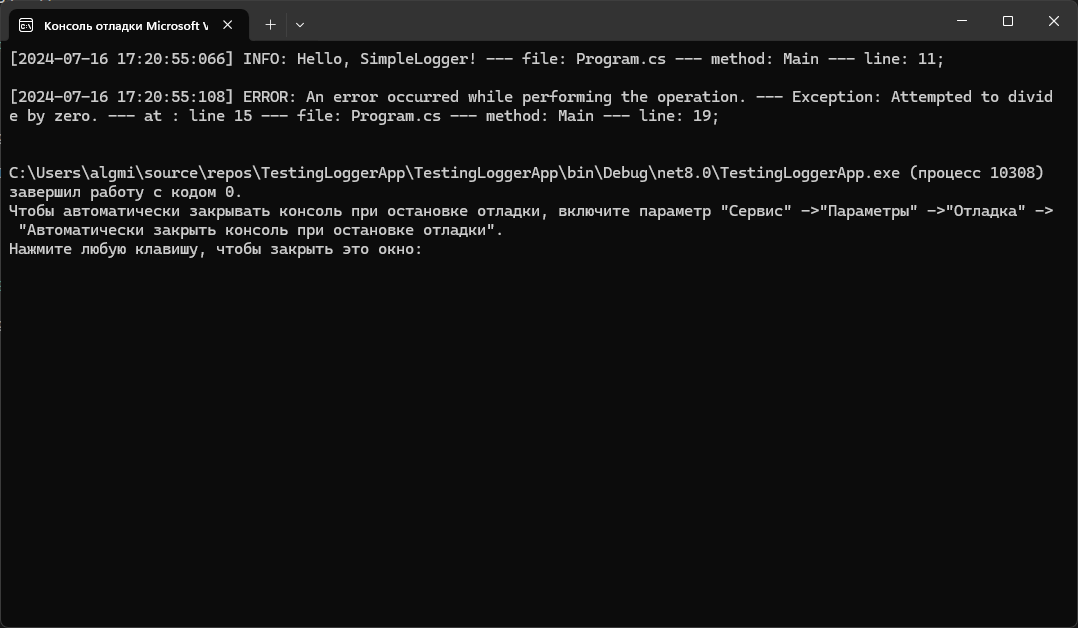 Консоль отладки Microsoft V
[2024-07-16 17:20:55:066] INFO: Hello, SimpleLogger! --- file: Program.cs --- method: Main --- line: 11;
[2024-07-16 17:20:55:108] ERROR: An error occurred while performing the operation. --- Exception: Attempted to divid
e by zero. --- at : line 15 --- file: Program.cs --- method: Main --- line: 19;
C:\Users\algmi\source\repos\TestingLoggerApp\TestingLoggerApp\bin\Debug\net8.0\TestingLoggerApp.exe (процесс 10308)
завершил работу с кодом 0.
Чтобы автоматически закрывать консоль при остановке отладки, включите параметр "Сервис" ->"Параметры" ->"Отладка" ->
"Автоматически закрыть консоль при остановке отладки".
Нажмите любую клавишу, чтобы закрыть это окно: